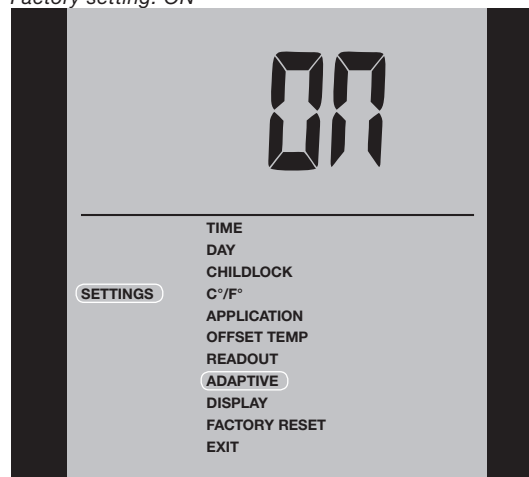 Factory setting: ON
ON
TIME
DAY
CHILDLOCK
SETTINGS C°/F°
APPLICATION
OFFSET TEMP
READOUT
ADAPTIVE
DISPLAY
FACTORY RESET
EXIT